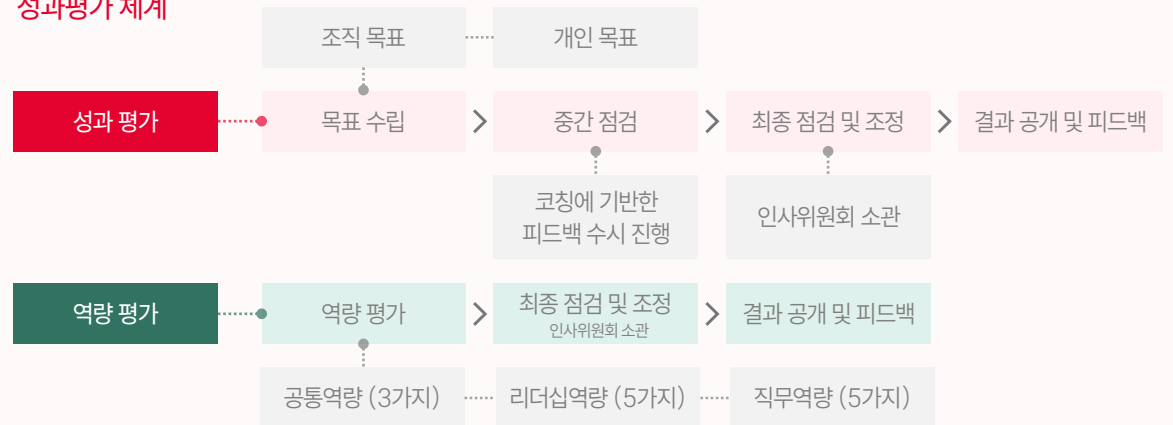 성과평가 체계
조직 목표
개인 목표
성과 평가
목표 수립
중간 점검
최종 점검 및 조정
결과 공개 및 피드백
코칭에 기반한
피드백 수시 진행
인사위원회 소관
역량 평가
역량 평가
최종 점검 및 조정
인사위원회 소관
결과 공개 및 피드백
공통역량 (3가지)
리더십역량 (5가지)
직무역량 (5가지)